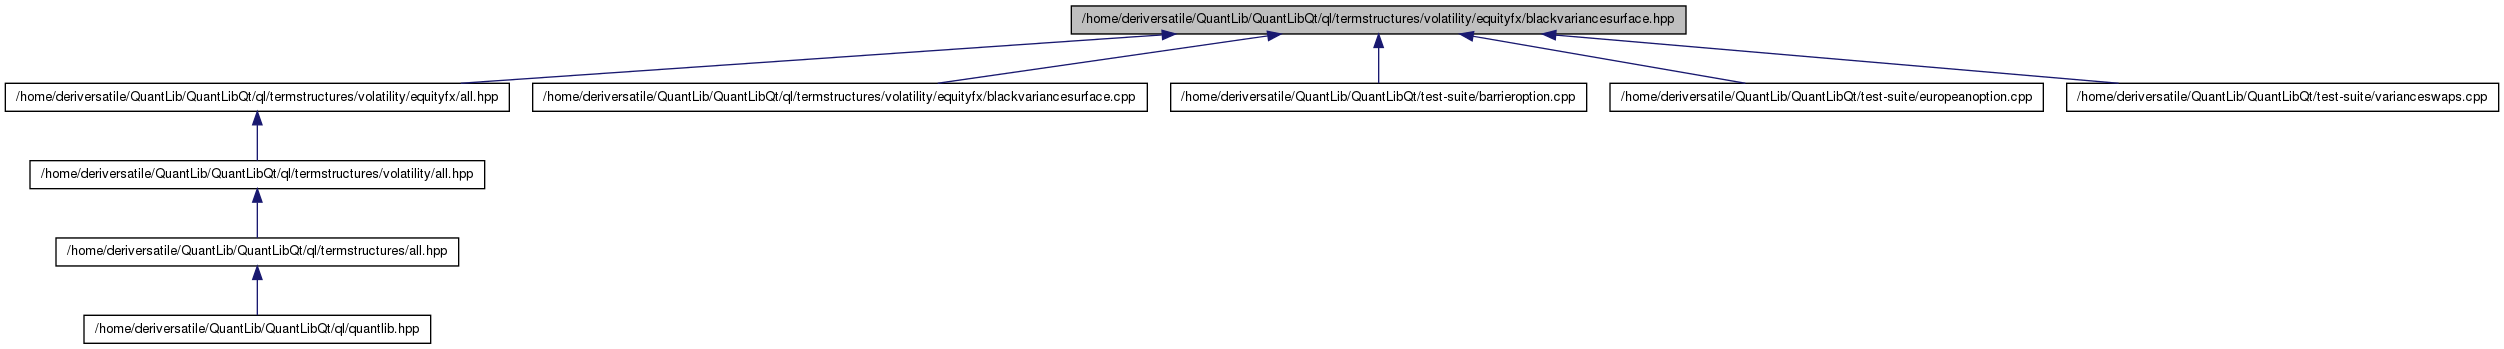 /home/deriversatile/QuantLib/QuantLibQt/ql/termstructures/volatility/equityfx/blackvariancesurface.hpp
/home/deriversatile/QuantLib/QuantLibQt/ql/termstructures/volatility/equityfx/all.hpp
/home/deriversatile/QuantLib/QuantLibQt/ql/termstructures/volatility/equityfx/blackvariancesurface.cpp
/home/deriversatile/QuantLib/QuantLibQt/test-suite/barrieroption.cpp
/home/deriversatile/QuantLib/QuantLibQt/test-suite/europeanoption.cpp
/home/deriversatile/QuantLib/QuantLibQt/test-suite/varianceswaps.cpp
/home/deriversatile/QuantLib/QuantLibQt/ql/termstructures/volatility/all.hpp
/home/deriversatile/QuantLib/QuantLibQt/ql/termstructures/all.hpp
/home/deriversatile/QuantLib/QuantLibQt/ql/quantlib.hpp